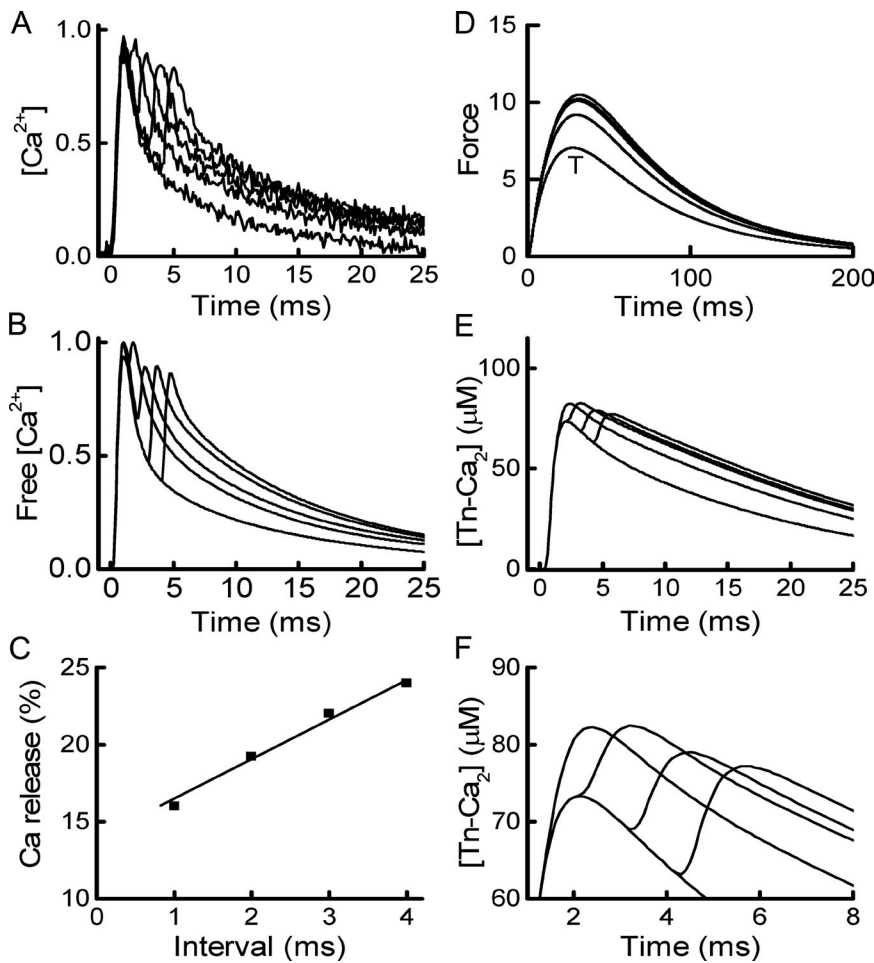 A
1.0
0.5
0.0
[Ca²⁺]
0 5 10 15 20 25
Time (ms)
B
1.0
0.5
0.0
Free [Ca²⁺]
0 5 10 15 20 25
Time (ms)
C
25
20
15
10
Ca release (%)
0 1 2 3 4
Interval (ms)
D
15
10
5
0
Force
T
0 100 200
Time (ms)
E
100
50
0
[Tn-Ca₂] (μM)
0 5 10 15 20 25
Time (ms)
F
90
80
70
60
[Tn-Ca₂] (μM)
2 4 6 8
Time (ms)